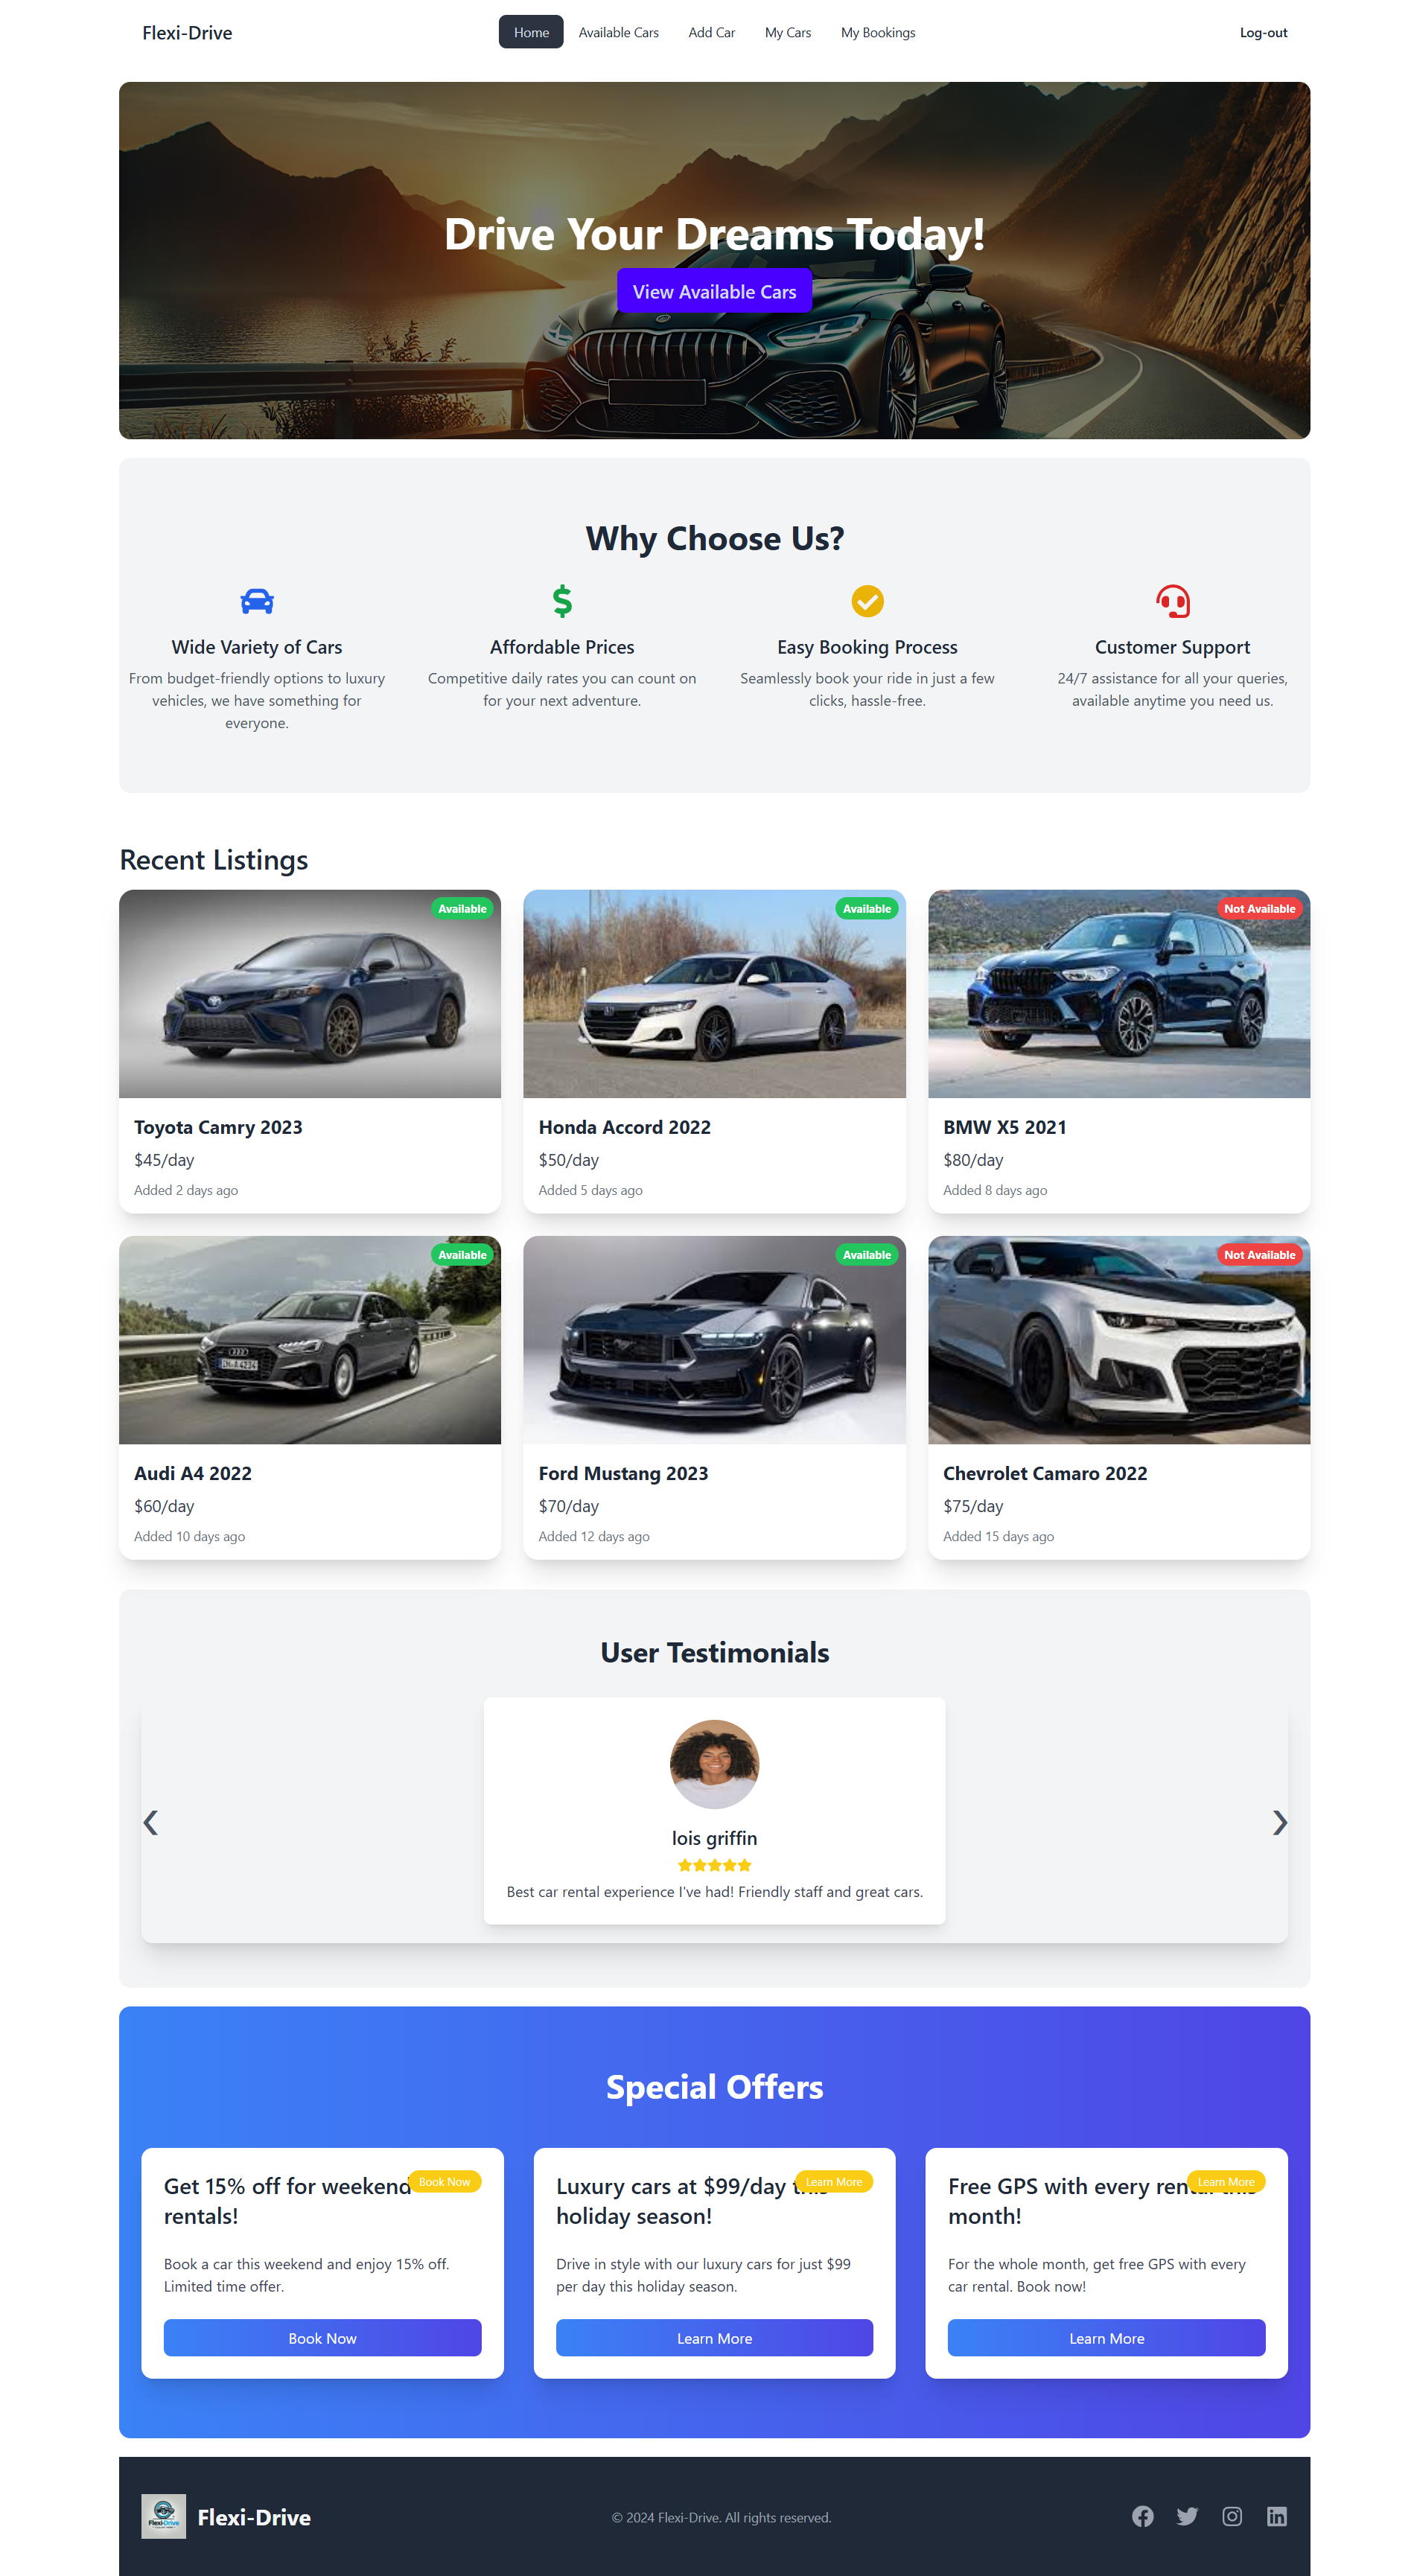 Flexi-Drive
Home
Available Cars
Add Car
My Cars
My Bookings
Log-out
Drive Your Dreams Today!
View Available Cars
Why Choose Us?
Wide Variety of Cars
From budget-friendly options to luxury
vehicles, we have something for
everyone.
Affordable Prices
Competitive daily rates you can count on
for your next adventure.
Easy Booking Process
Seamlessly book your ride in just a few
clicks, hassle-free.
Customer Support
24/7 assistance for all your queries,
available anytime you need us.
Recent Listings
Available
Toyota Camry 2023
$45/day
Added 2 days ago
Available
Honda Accord 2022
$50/day
Added 5 days ago
Not Available
BMW X5 2021
$80/day
Added 8 days ago
Available
Audi A4 2022
$60/day
Added 10 days ago
Available
Ford Mustang 2023
$70/day
Added 12 days ago
Not Available
Chevrolet Camaro 2022
$75/day
Added 15 days ago
User Testimonials
lois griffin
Best car rental experience I've had! Friendly staff and great cars.
Special Offers
Get 15% off for weekend
rentals!
Book Now
Book a car this weekend and enjoy 15% off.
Limited time offer.
Book Now
Luxury cars at $99/day this
holiday season!
Learn More
Drive in style with our luxury cars for just $99
per day this holiday season.
Learn More
Free GPS with every rental this
month!
Learn More
For the whole month, get free GPS with every
car rental. Book now!
Learn More
Flexi-Drive
Flexi-Drive
© 2024 Flexi-Drive. All rights reserved.